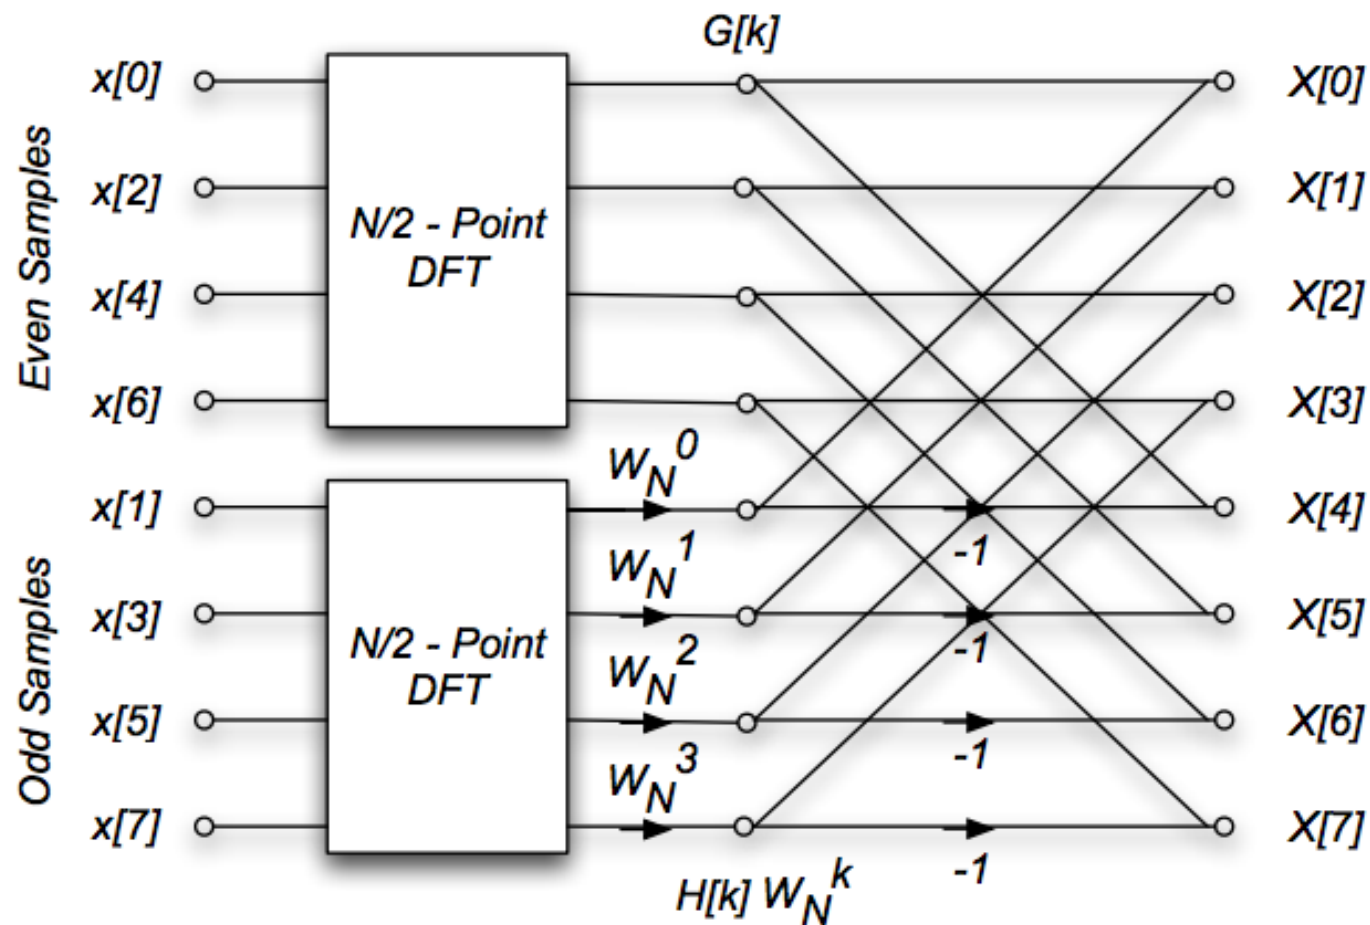 G[k]
Even Samples
x[0]
x[2]
x[4]
x[6]
N/2 - Point
DFT
X[0]
X[1]
X[2]
X[3]
Odd Samples
x[1]
x[3]
x[5]
x[7]
N/2 - Point
DFT
W_N^0
W_N^1
W_N^2
W_N^3
-1
-1
-1
-1
X[4]
X[5]
X[6]
X[7]
H[k] W_N^k